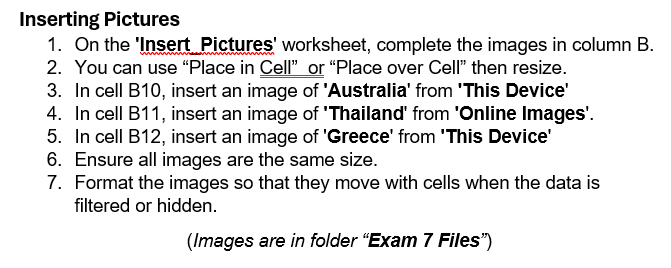 Inserting Pictures
1. On the 'Insert_Pictures' worksheet, complete the images in column B.
2. You can use “Place in Cell” or “Place over Cell” then resize.
3. In cell B10, insert an image of 'Australia' from 'This Device'
4. In cell B11, insert an image of 'Thailand' from 'Online Images'.
5. In cell B12, insert an image of 'Greece' from 'This Device'
6. Ensure all images are the same size.
7. Format the images so that they move with cells when the data is
filtered or hidden.
(Images are in folder “Exam 7 Files”)